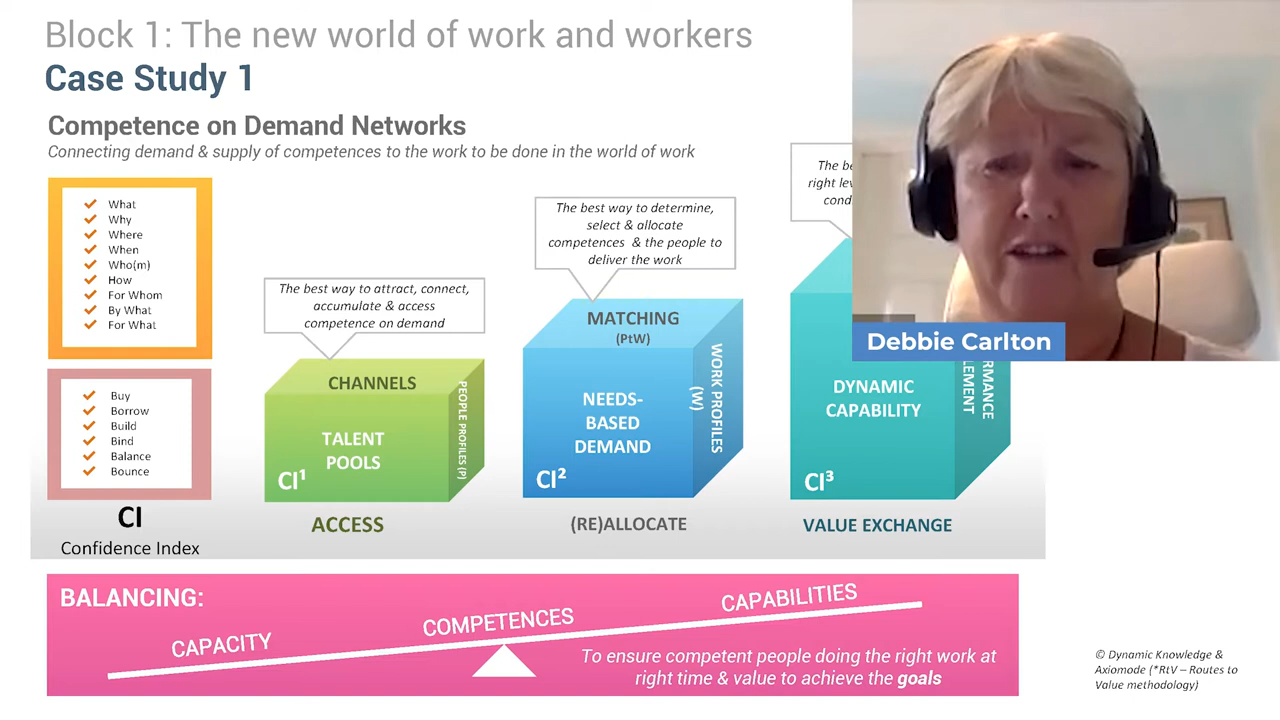 Block 1: The new world of work and workers
Case Study 1
Competence on Demand Networks
Connecting demand & supply of competences to the work to be done in the world of work
What
Why
Where
When
Who(m)
How
For Whom
By What
For What
Buy
Borrow
Build
Bind
Balance
Bounce
CI
Confidence Index
The best way to attract, connect,
accumulate & access
competence on demand
CHANNELS
TALENT
POOLS
PEOPLE PROFILES (P)
CI¹
ACCESS
The best way to determine,
select & allocate
competences & the people to
deliver the work
MATCHING
(PtW)
NEEDS-
BASED
DEMAND
WORK PROFILES
(W)
CI²
(RE)ALLOCATE
The
right
DYNAMIC
CAPABILITY
CI³
VALUE EXCHANGE
Debbie Carlton
BALANCING:
CAPACITY
COMPETENCES
CAPABILITIES
To ensure competent people doing the right work at
right time & value to achieve the goals
© Dynamic Knowledge &
Axiomode (*RtV – Routes to
Value methodology)